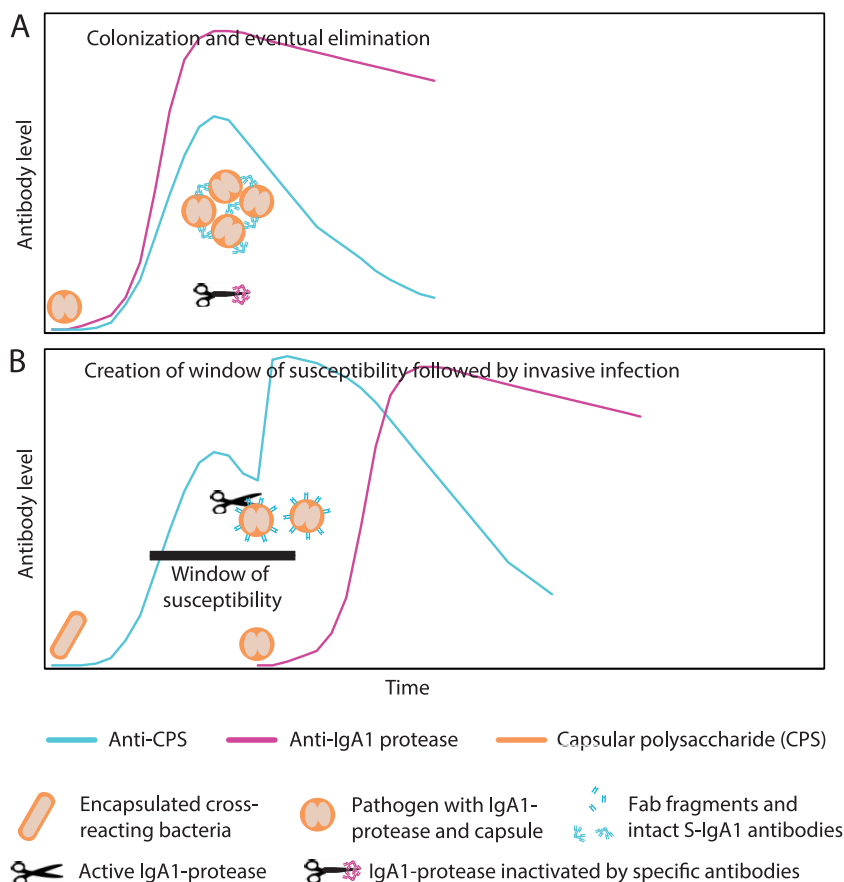 A
Colonization and eventual elimination
Antibody level
B
Creation of window of susceptibility followed by invasive infection
Antibody level
Window of
susceptibility
Time
Anti-CPS
Anti-IgA1 protease
Capsular polysaccharide (CPS)
Encapsulated cross-
reacting bacteria
Pathogen with IgA1-
protease and capsule
Fab fragments and
intact S-IgA1 antibodies
Active IgA1-protease
IgA1-protease inactivated by specific antibodies